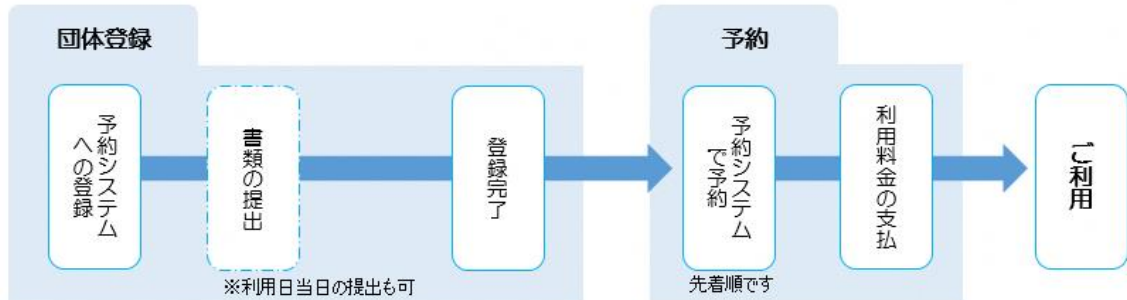 団体登録
予約システム
への登録
書類の提出
登録完了
※利用日当日の提出も可
予約
予約システム
で予約
利用料金の支払
先着順です
ご利用